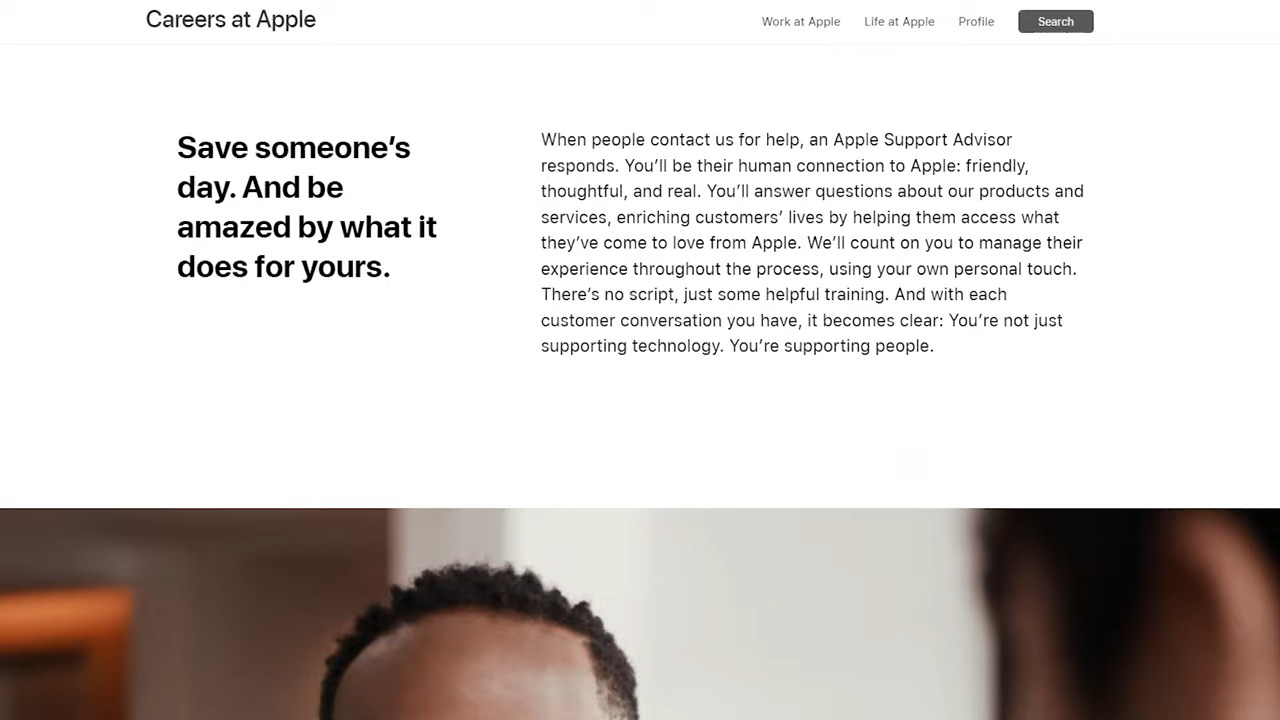 Careers at Apple
Work at Apple
Life at Apple
Profile
Search
Save someone’s
day. And be
amazed by what it
does for yours.
When people contact us for help, an Apple Support Advisor
responds. You’ll be their human connection to Apple: friendly,
thoughtful, and real. You’ll answer questions about our products and
services, enriching customers’ lives by helping them access what
they’ve come to love from Apple. We’ll count on you to manage their
experience throughout the process, using your own personal touch.
There’s no script, just some helpful training. And with each
customer conversation you have, it becomes clear: You’re not just
supporting technology. You’re supporting people.